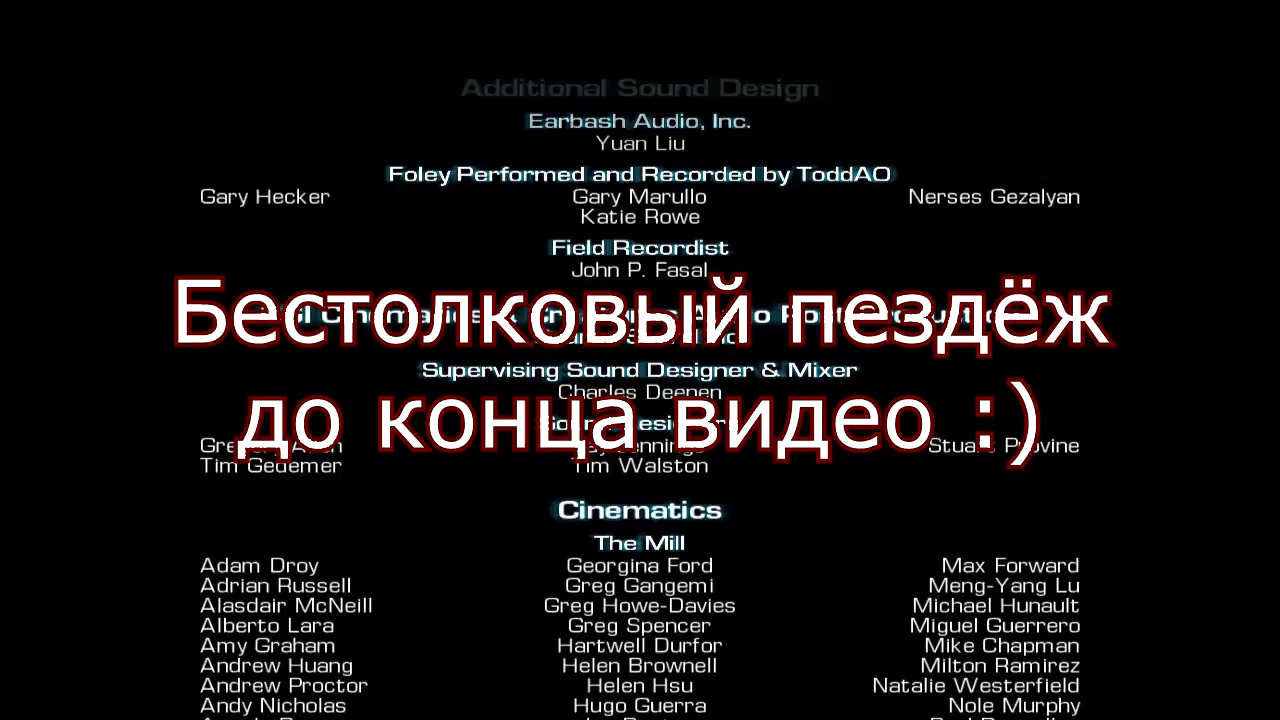 Additional Sound Design
Earbash Audio, Inc.
Yuan Liu
Foley Performed and Recorded by ToddAO
Gary Hecker Gary Marullo Nerses Gezalyan
Katie Rowe
Field Recordist
John P. Fasal
Бестолковый пездёж
Supervising Sound Designer & Mixer
Charles Deenen
до конца видео :)
Tim Gedemer Tim Walston
Cinematics
The Mill
Adam Droy Georgina Ford Max Forward
Adrian Russell Greg Gangemi Meng-Yang Lu
Alasdair McNeill Greg Howe-Davies Michael Hunault
Alberto Lara Greg Spencer Miguel Guerrero
Amy Graham Hartwell Durfor Mike Chapman
Andrew Huang Helen Brownell Milton Ramirez
Andrew Proctor Helen Hsu Natalie Westerfield
Andy Nicholas Hugo Guerra Nole Murphy